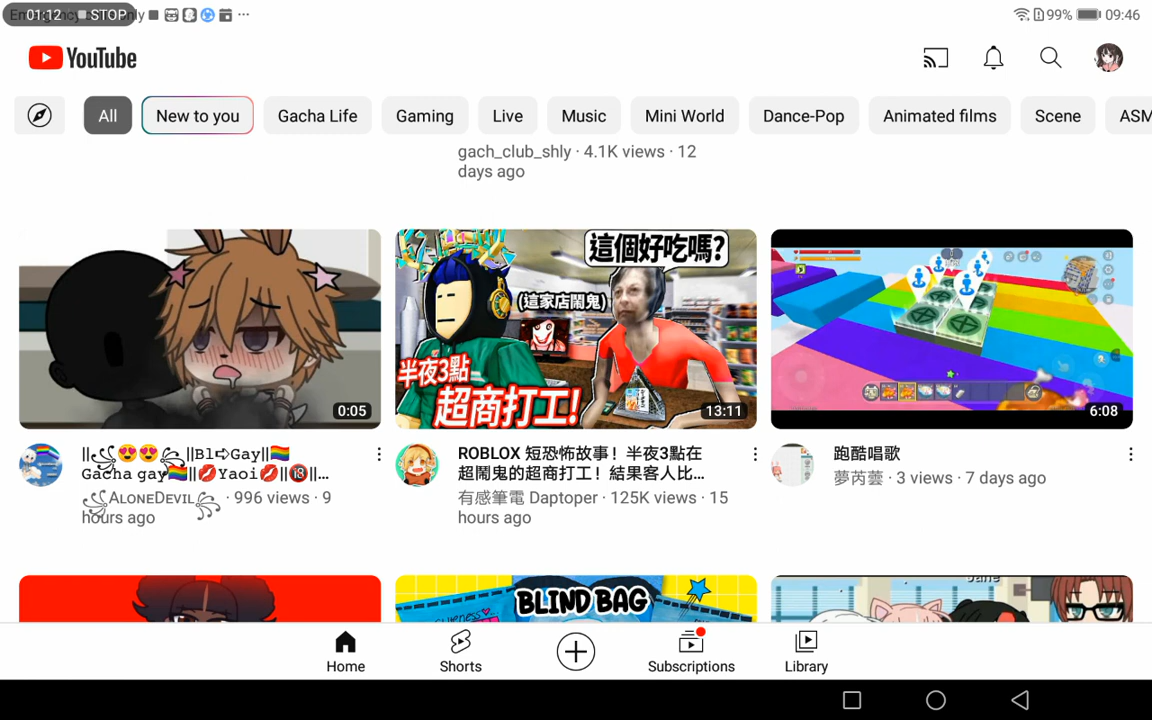 01:12 STOP
99% 09:46
YouTube
All New to you Gacha Life Gaming Live Music Mini World Dance-Pop Animated films Scene ASM
gach_club_shly · 4.1K views · 12
days ago
0:05
這個好吃嗎?
(這家店鬧鬼)
半夜3點
超商打工!
13:11
6:08
||꧁😍😍꧂||Bl➪Gay||🏳️‍🌈
Gacha gay🏳️‍🌈||💋Yaoi💋||🔞||...
꧁AʟᴏɴᴇDᴇᴠɪʟ꧂ · 996 views · 9
hours ago
ROBLOX 短恐怖故事！半夜3點在
超鬧鬼的超商打工！結果客人比...
有感筆電 Daptoper · 125K views · 15
hours ago
跑酷唱歌
夢芮蕓 · 3 views · 7 days ago
BLIND BAG
Jane
Home Shorts Subscriptions Library